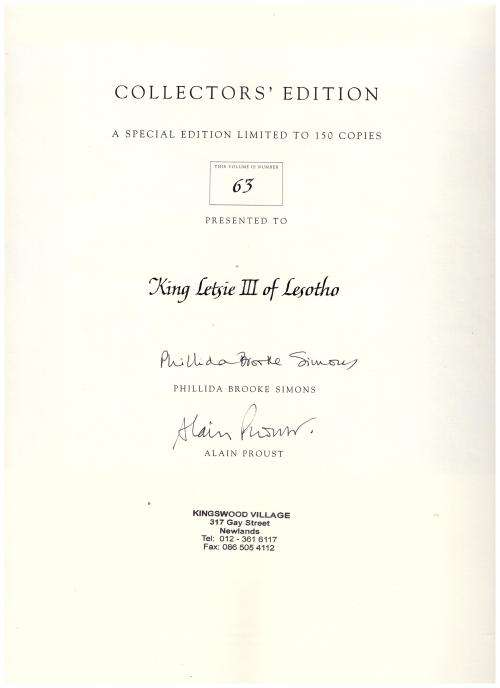 COLLECTORS' EDITION
A SPECIAL EDITION LIMITED TO 150 COPIES
THIS VOLUME IS NUMBER
63
PRESENTED TO
King Letsie III of Lesotho
Phillida Brooke Simons
PHILLIDA BROOKE SIMONS
Alain Proust.
ALAIN PROUST
KINGSWOOD VILLAGE
317 Gay Street
Newlands
Tel: 012 - 361 6117
Fax: 086 505 4112